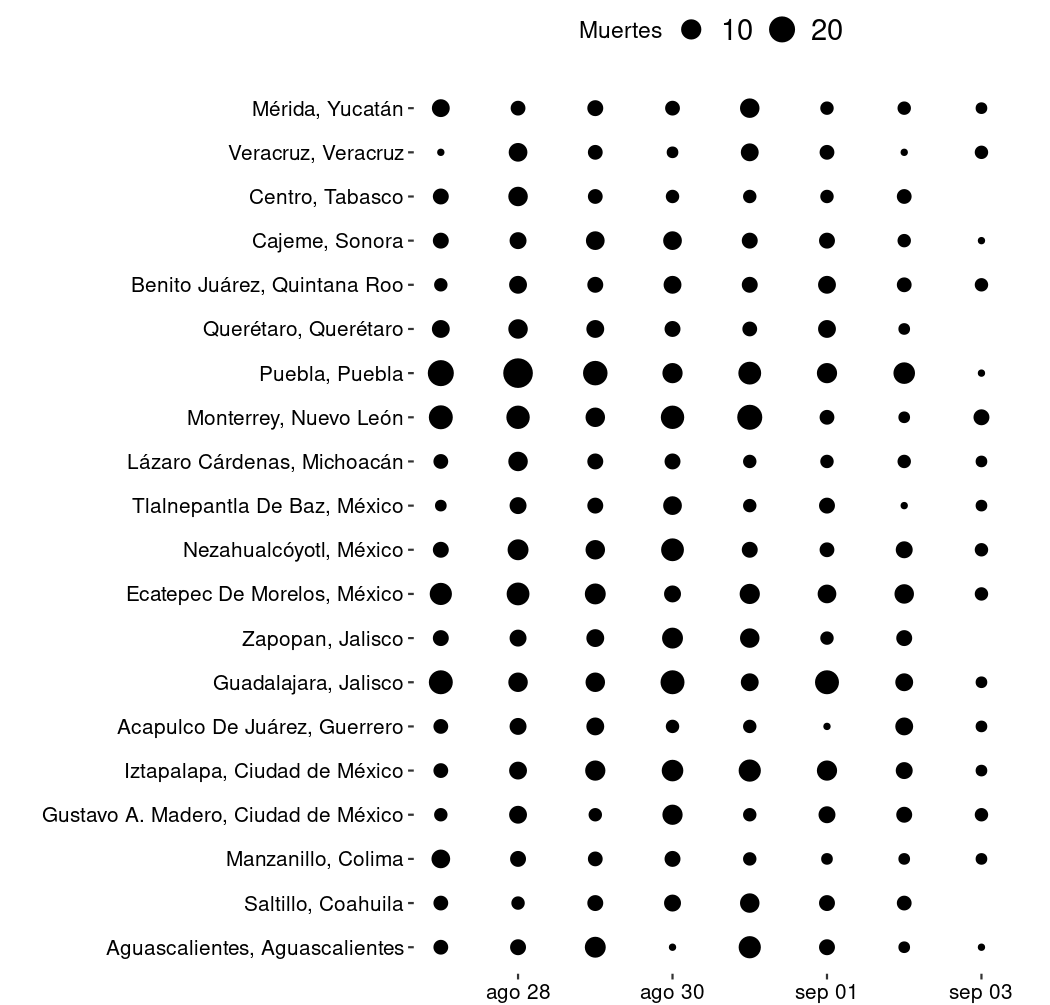 Muertes 10 20
Mérida, Yucatán
Veracruz, Veracruz
Centro, Tabasco
Cajeme, Sonora
Benito Juárez, Quintana Roo
Querétaro, Querétaro
Puebla, Puebla
Monterrey, Nuevo León
Lázaro Cárdenas, Michoacán
Tlalnepantla De Baz, México
Nezahualcóyotl, México
Ecatepec De Morelos, México
Zapopan, Jalisco
Guadalajara, Jalisco
Acapulco De Juárez, Guerrero
Iztapalapa, Ciudad de México
Gustavo A. Madero, Ciudad de México
Manzanillo, Colima
Saltillo, Coahuila
Aguascalientes, Aguascalientes
ago 28 ago 30 sep 01 sep 03